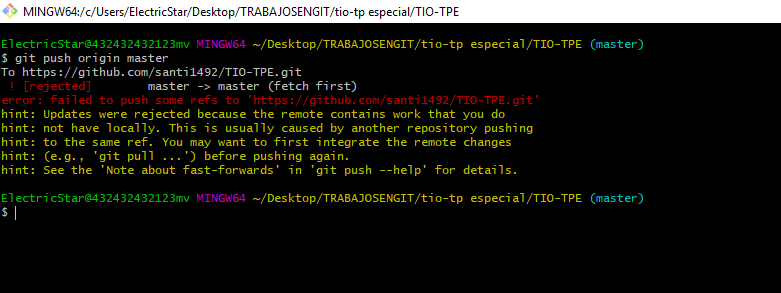 MINGW64:/c/Users/ElectricStar/Desktop/TRABAJOSENGIT/tio-tp especial/TIO-TPE
ElectricStar@432432432123mv MINGW64 ~/Desktop/TRABAJOSENGIT/tio-tp especial/TIO-TPE (master)
$ git push origin master
To https://github.com/santi1492/TIO-TPE.git
 ! [rejected]        master -> master (fetch first)
error: failed to push some refs to 'https://github.com/santi1492/TIO-TPE.git'
hint: Updates were rejected because the remote contains work that you do
hint: not have locally. This is usually caused by another repository pushing
hint: to the same ref. You may want to first integrate the remote changes
hint: (e.g., 'git pull ...') before pushing again.
hint: See the 'Note about fast-forwards' in 'git push --help' for details.
ElectricStar@432432432123mv MINGW64 ~/Desktop/TRABAJOSENGIT/tio-tp especial/TIO-TPE (master)
$